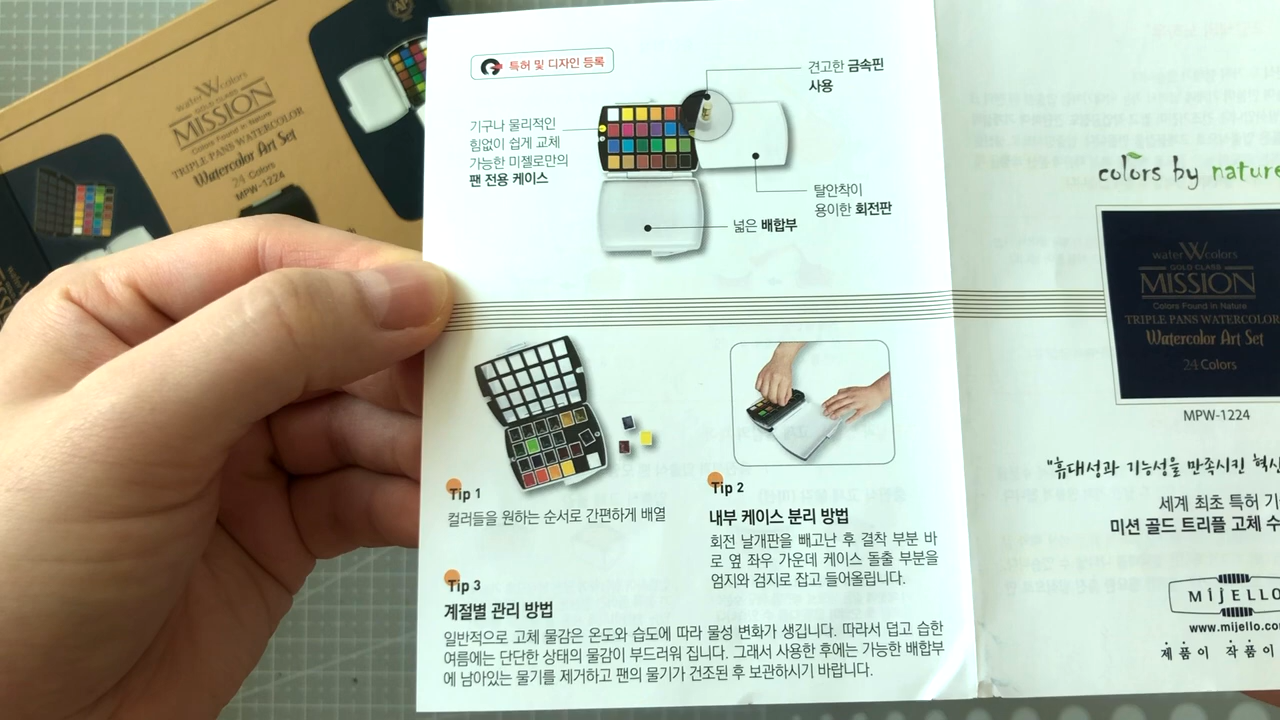 water W colors
GOLD CLASS
MISSION
Colors Found in Nature
TRIPLE PANS WATERCOLOR
Watercolor Art Set
24 Colors
MPW-1224
특허 및 디자인 등록
견고한 금속핀
사용
기구나 물리적인
힘없이 쉽게 교체
가능한 미젤로만의
팬 전용 케이스
탈안착이
용이한 회전판
넓은 배합부
Tip 1
컬러들을 원하는 순서로 간편하게 배열
Tip 2
내부 케이스 분리 방법
회전 날개판을 빼고난 후 결착 부분 바
로 옆 좌우 가운데 케이스 돌출 부분을
엄지와 검지로 잡고 들어올립니다.
Tip 3
계절별 관리 방법
일반적으로 고체 물감은 온도와 습도에 따라 물성 변화가 생깁니다. 따라서 덥고 습한
여름에는 단단한 상태의 물감이 부드러워 집니다. 그래서 사용한 후에는 가능한 배합부
에 남아있는 물기를 제거하고 팬의 물기가 건조된 후 보관하시기 바랍니다.
colors by nature
water W colors
GOLD CLASS
MISSION
Colors Found in Nature
TRIPLE PANS WATERCOLOR
Watercolor Art Set
24 Colors
MPW-1224
"휴대성과 기능성을 만족시킨 혁신
세계 최초 특허 기
미션 골드 트리플 고체 수
MIJELLO
www.mijello.co
제품이 작품이